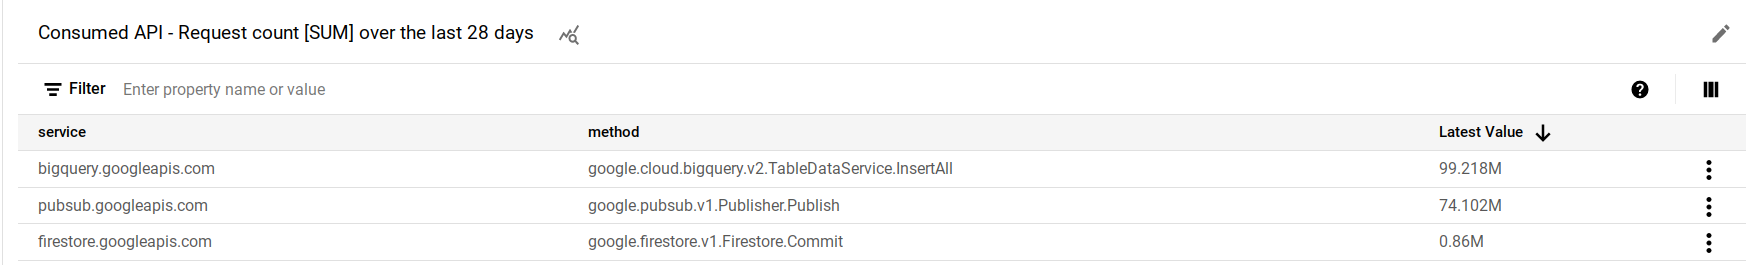 Consumed API - Request count [SUM] over the last 28 days
Filter Enter property name or value
service method Latest Value
bigquery.googleapis.com google.cloud.bigquery.v2.TableDataService.InsertAll 99.218M
pubsub.googleapis.com google.pubsub.v1.Publisher.Publish 74.102M
firestore.googleapis.com google.firestore.v1.Firestore.Commit 0.86M